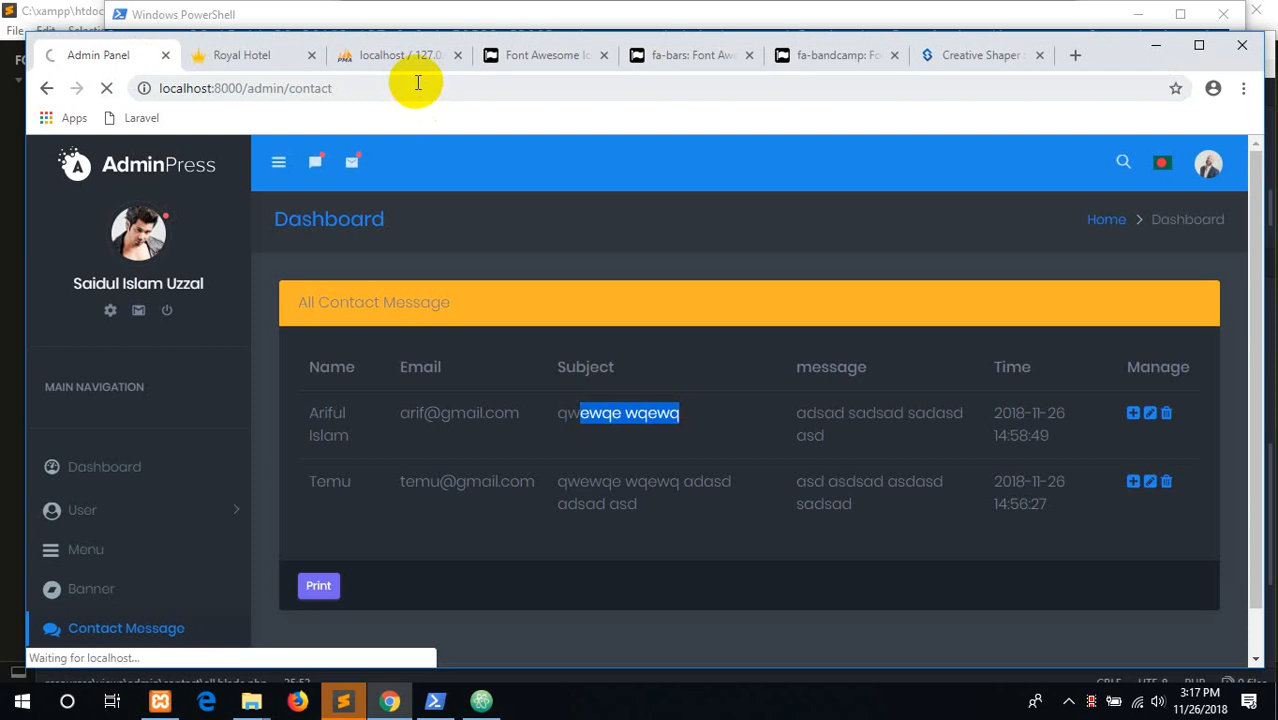 C:\xampp\htdoc
Windows PowerShell
File
Admin Panel
Royal Hotel
PMA
localhost / 127.0.
Font Awesome Ic
fa-bars: Font Aw
fa-bandcamp: Fo
Creative Shaper :
localhost:8000/admin/contact
Apps
Laravel
A
AdminPress
Saidul Islam Uzzal
Dashboard
Home > Dashboard
All Contact Message
MAIN NAVIGATION
Dashboard
User
Menu
Banner
Contact Message
Name Email Subject message Time Manage
Ariful Islam arif@gmail.com qwewqe wqewq adsad sadsad sadasd asd 2018-11-26 14:58:49
Temu temu@gmail.com qwewqe wqewq adasd adsad asd asd asdsad asdasd sadsad 2018-11-26 14:56:27
Print
Waiting for localhost...
3:17 PM
11/26/2018